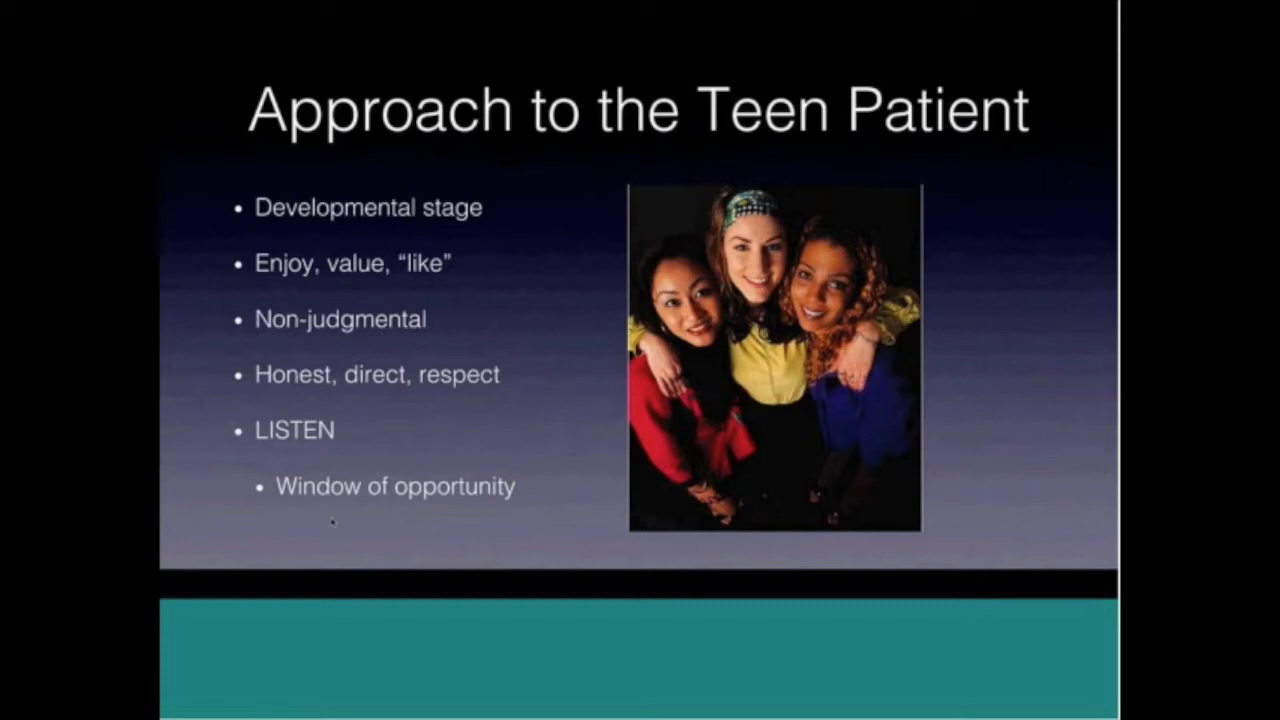 Approach to the Teen Patient
• Developmental stage
• Enjoy, value, “like”
• Non-judgmental
• Honest, direct, respect
• LISTEN
• Window of opportunity